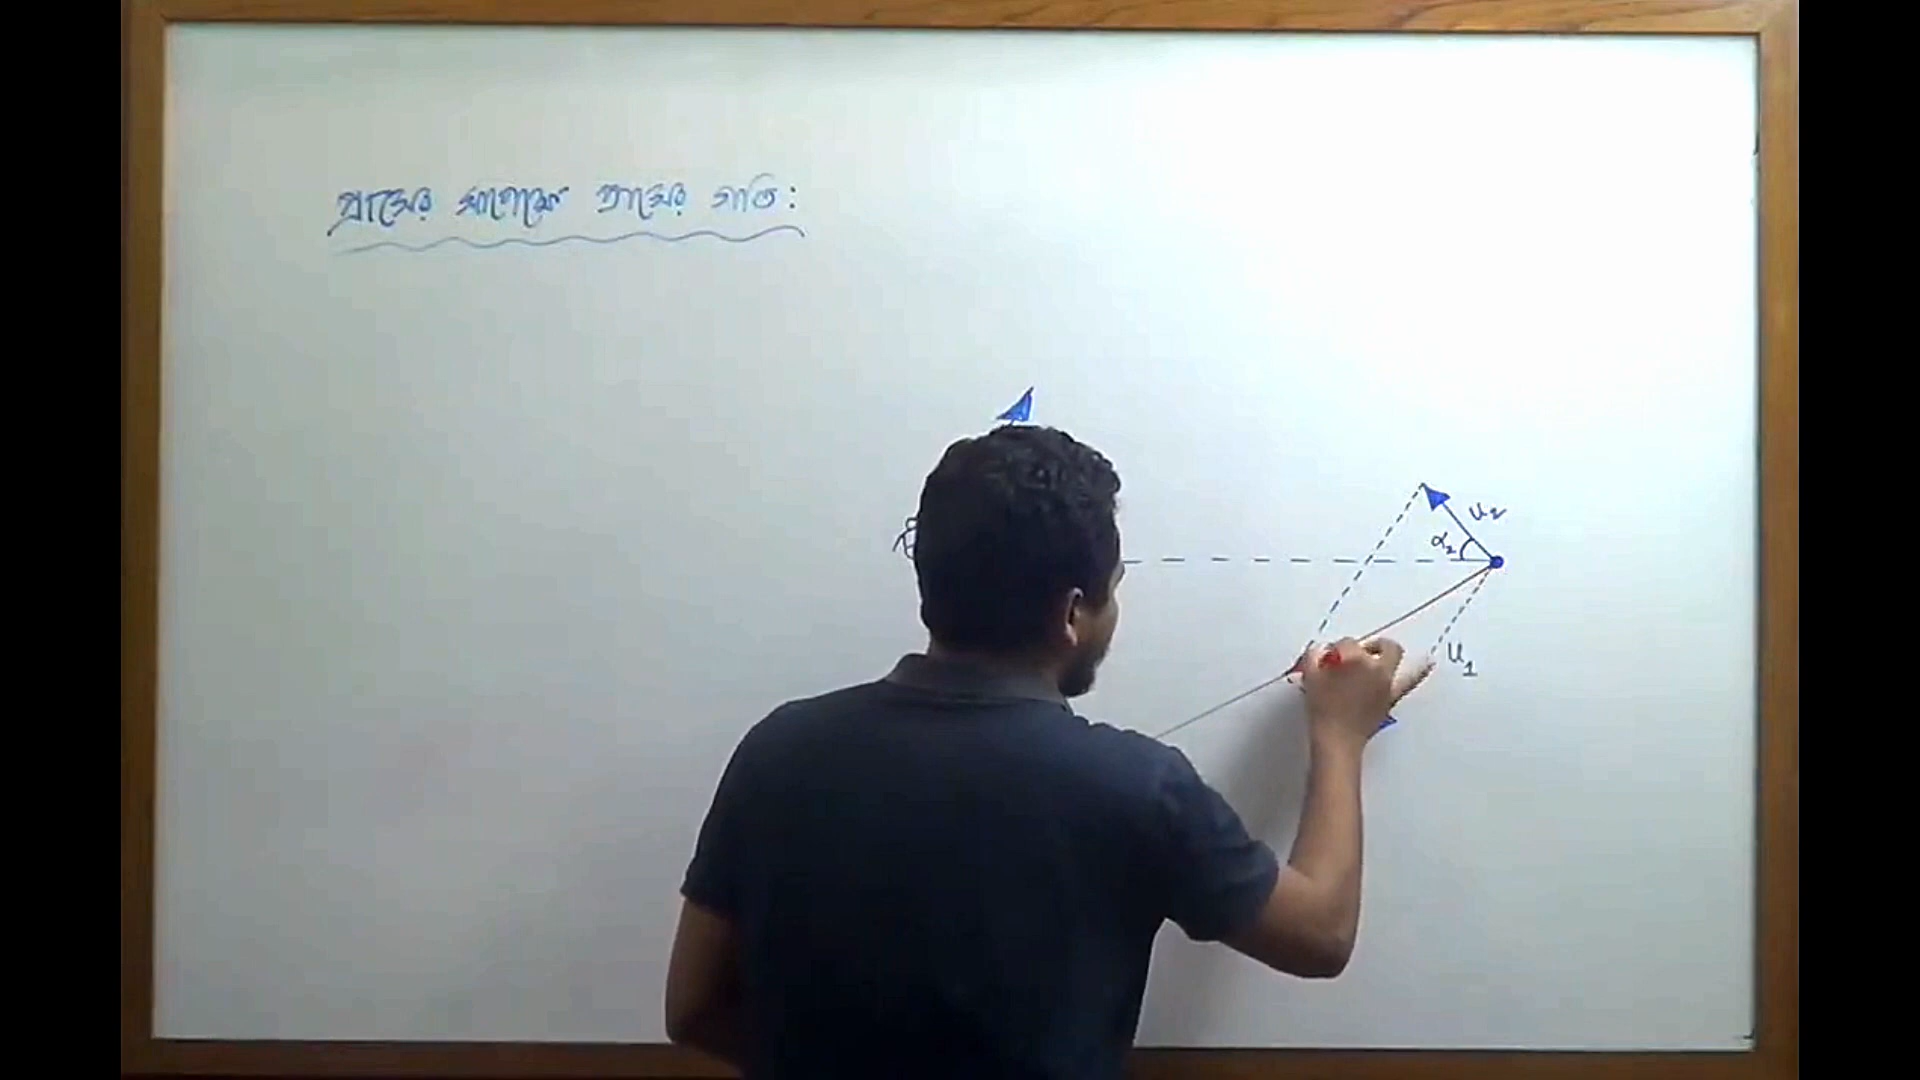 প্রাসের সাপেক্ষে প্রাসের গতি:
u₂
α₂
u₁